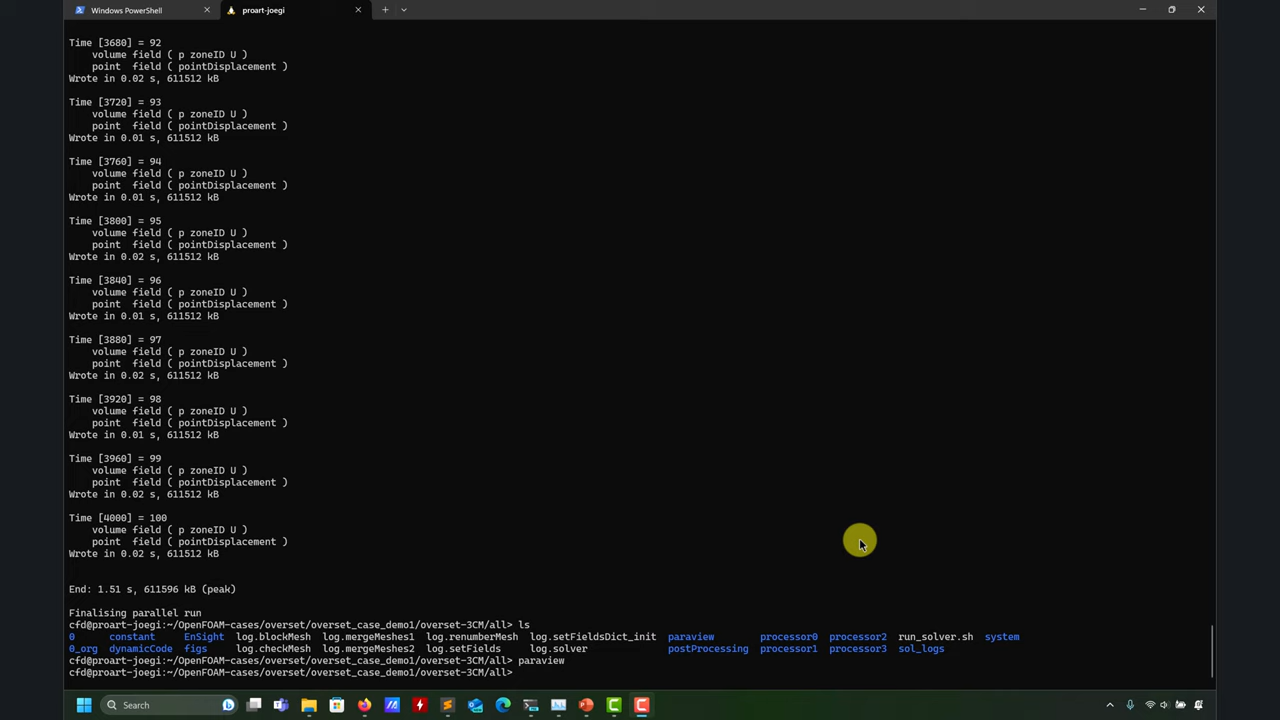 Windows PowerShell
proart-joegi
Time [3680] = 92
volume field ( p zoneID U )
point field ( pointDisplacement )
Wrote in 0.02 s, 611512 kB
Time [3720] = 93
volume field ( p zoneID U )
point field ( pointDisplacement )
Wrote in 0.01 s, 611512 kB
Time [3760] = 94
volume field ( p zoneID U )
point field ( pointDisplacement )
Wrote in 0.01 s, 611512 kB
Time [3800] = 95
volume field ( p zoneID U )
point field ( pointDisplacement )
Wrote in 0.02 s, 611512 kB
Time [3840] = 96
volume field ( p zoneID U )
point field ( pointDisplacement )
Wrote in 0.01 s, 611512 kB
Time [3880] = 97
volume field ( p zoneID U )
point field ( pointDisplacement )
Wrote in 0.02 s, 611512 kB
Time [3920] = 98
volume field ( p zoneID U )
point field ( pointDisplacement )
Wrote in 0.01 s, 611512 kB
Time [3960] = 99
volume field ( p zoneID U )
point field ( pointDisplacement )
Wrote in 0.02 s, 611512 kB
Time [4000] = 100
volume field ( p zoneID U )
point field ( pointDisplacement )
Wrote in 0.02 s, 611512 kB
End: 1.51 s, 611596 kB (peak)
Finalising parallel run
cfd@proart-joegi:~/OpenFOAM-cases/overset/overset_case_demo1/overset-3CM/all> ls
0 constant EnSight log.blockMesh log.mergeMeshes1 log.renumberMesh log.setFieldsDict_init paraview processor0 processor2 run_solver.sh system
0_org dynamicCode figs log.checkMesh log.mergeMeshes2 log.setFields log.solver postProcessing processor1 processor3 sol_logs
cfd@proart-joegi:~/OpenFOAM-cases/overset/overset_case_demo1/overset-3CM/all> paraview
cfd@proart-joegi:~/OpenFOAM-cases/overset/overset_case_demo1/overset-3CM/all>
Search